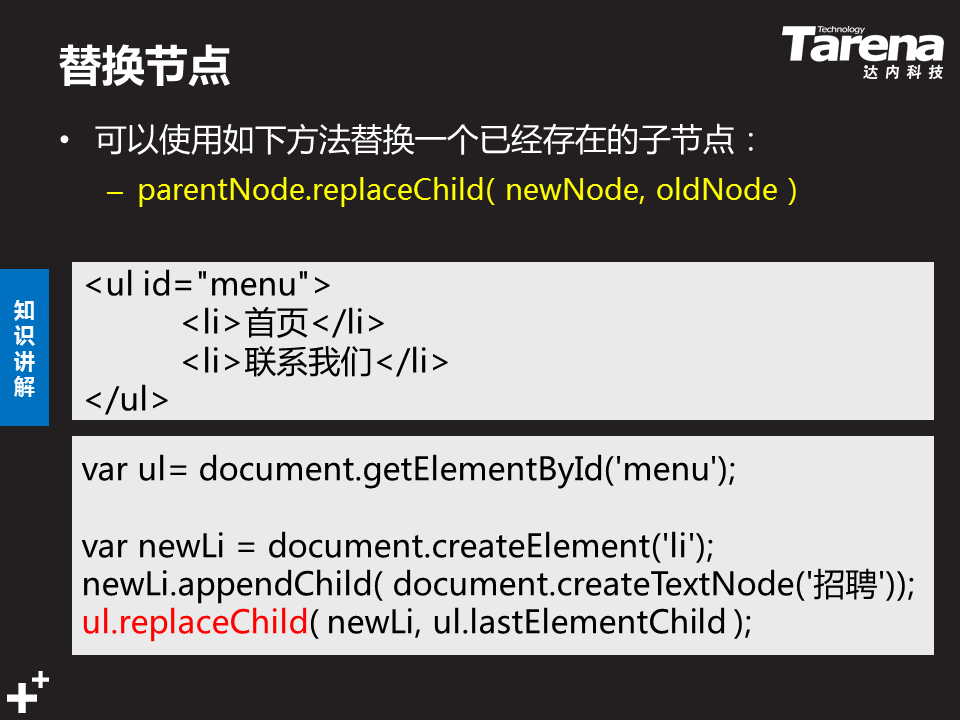 替换节点
Technology
Tarena
达内科技
• 可以使用如下方法替换一个已经存在的子节点：
– parentNode.replaceChild( newNode, oldNode )
知识讲解
<ul id="menu">
<li>首页</li>
<li>联系我们</li>
</ul>
var ul= document.getElementById('menu');
var newLi = document.createElement('li');
newLi.appendChild( document.createTextNode('招聘'));
ul.replaceChild( newLi, ul.lastElementChild );